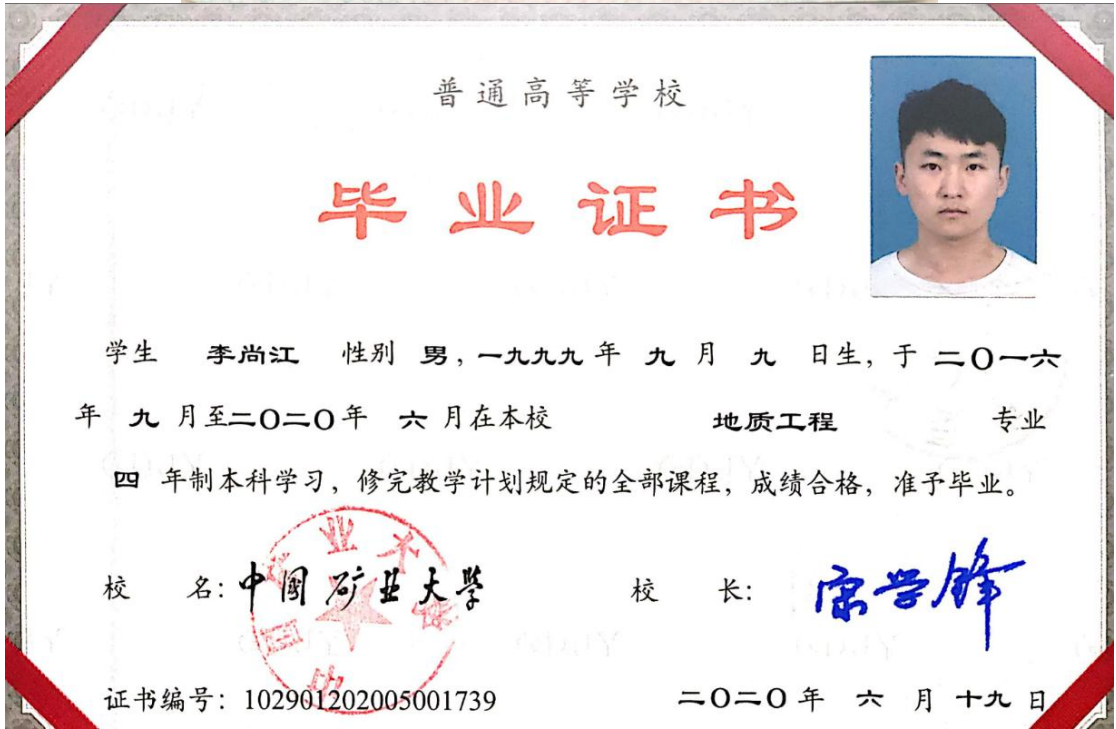 普通高等学校
毕业证书
学生 李尚江 性别 男，一九九九 年 九 月 九 日生，于 二O一六
年 九 月至二O二O年 六 月在本校 地质工程 专业
四 年制本科学习，修完教学计划规定的全部课程，成绩合格，准予毕业。
校 名：中国矿业大学 校 长：
证书编号：102901202005001739 二O二O年 六 月 十九 日